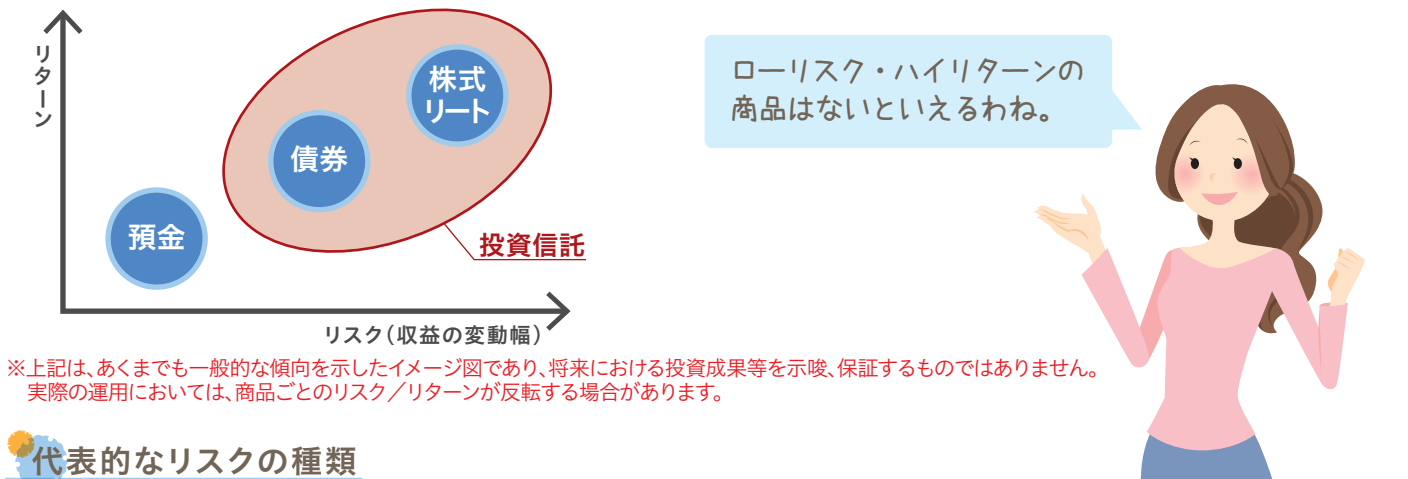 リターン
株式
リート
債券
預金
投資信託
リスク（収益の変動幅）
ローリスク・ハイリターンの
商品はないといえるわね。
※上記は、あくまでも一般的な傾向を示したイメージ図であり、将来における投資成果等を示唆、保証するものではありません。
実際の運用においては、商品ごとのリスク／リターンが反転する場合があります。
代表的なリスクの種類